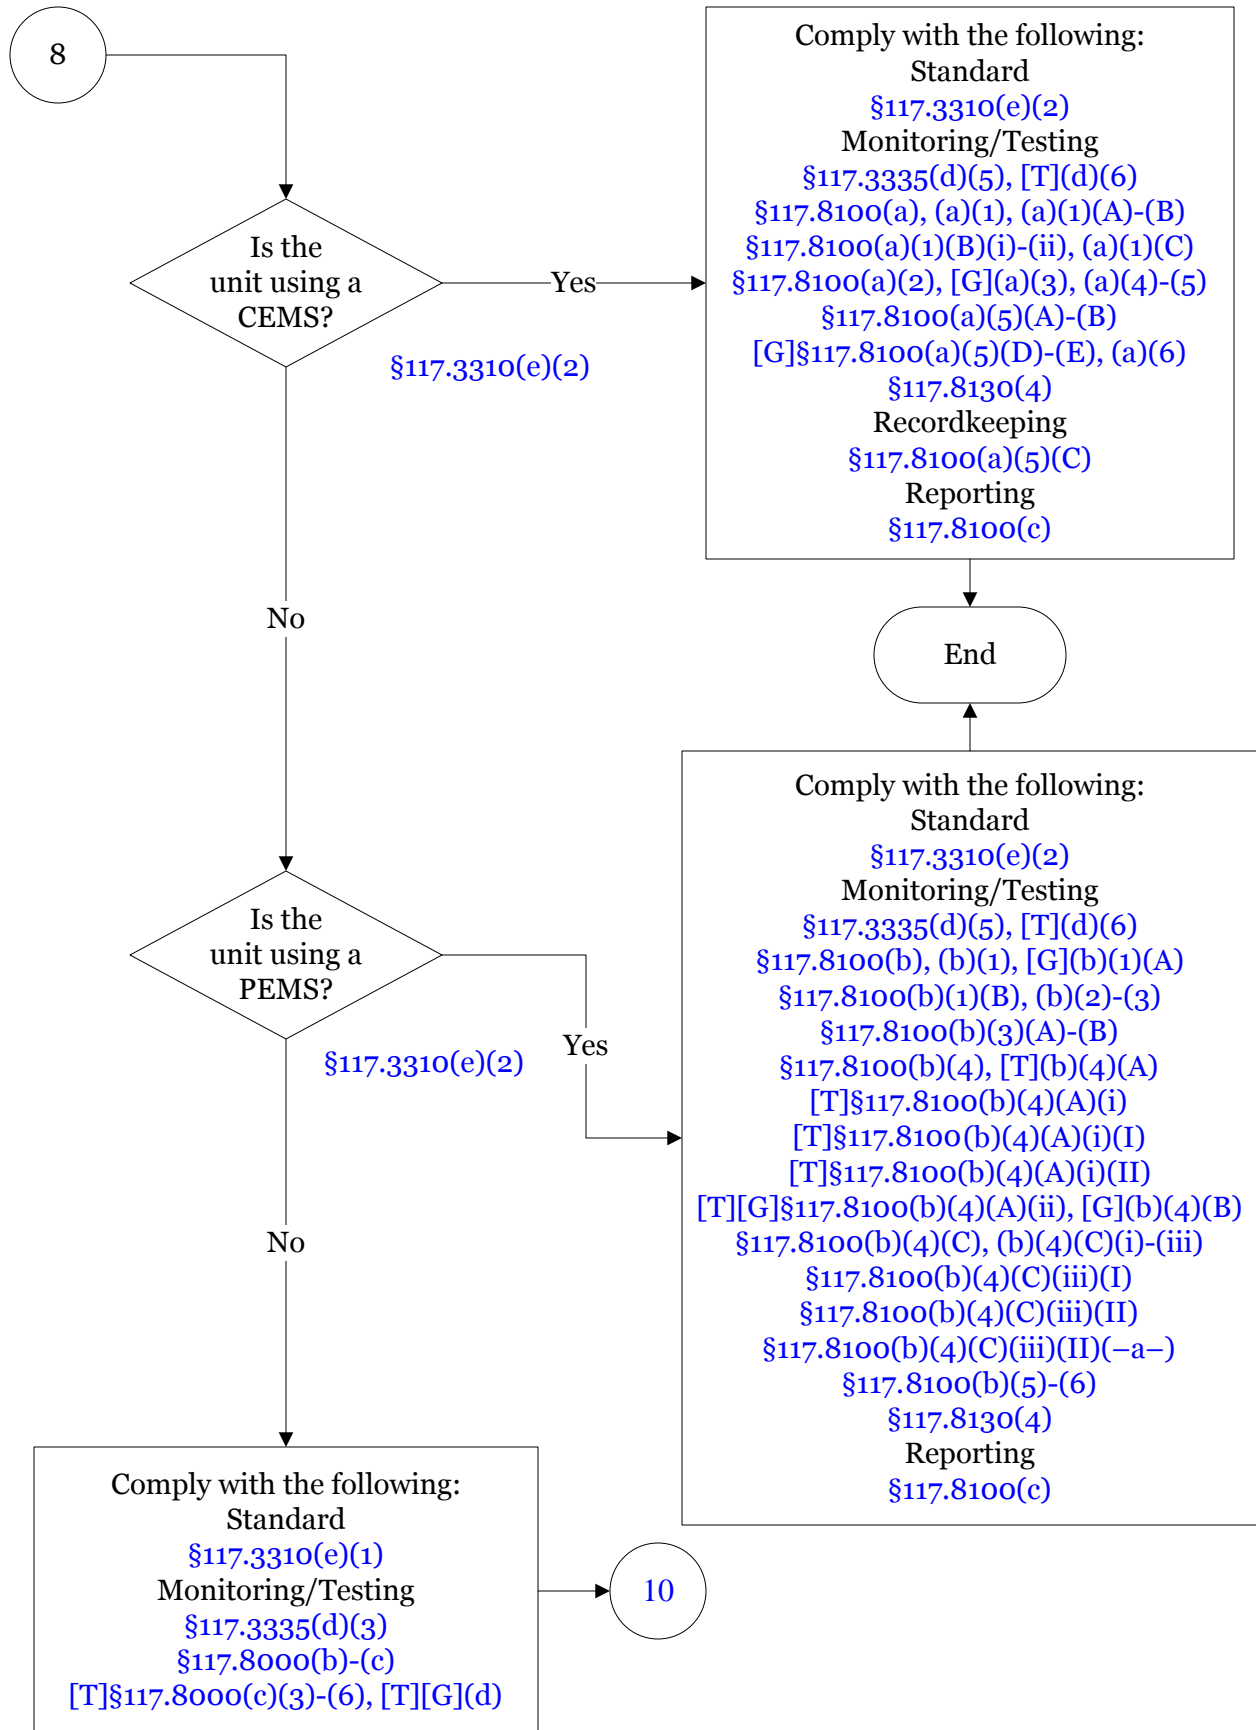 8
Is the
unit using a
CEMS?
§117.3310(e)(2)
Yes
Comply with the following:
Standard
§117.3310(e)(2)
Monitoring/Testing
§117.3335(d)(5), [T](d)(6)
§117.8100(a), (a)(1), (a)(1)(A)-(B)
§117.8100(a)(1)(B)(i)-(ii), (a)(1)(C)
§117.8100(a)(2), [G](a)(3), (a)(4)-(5)
§117.8100(a)(5)(A)-(B)
[G]§117.8100(a)(5)(D)-(E), (a)(6)
§117.8130(4)
Recordkeeping
§117.8100(a)(5)(C)
Reporting
§117.8100(c)
End
No
Is the
unit using a
PEMS?
§117.3310(e)(2)
Yes
Comply with the following:
Standard
§117.3310(e)(2)
Monitoring/Testing
§117.3335(d)(5), [T](d)(6)
§117.8100(b), (b)(1), [G](b)(1)(A)
§117.8100(b)(1)(B), (b)(2)-(3)
§117.8100(b)(3)(A)-(B)
§117.8100(b)(4), [T](b)(4)(A)
[T]§117.8100(b)(4)(A)(i)
[T]§117.8100(b)(4)(A)(i)(I)
[T]§117.8100(b)(4)(A)(i)(II)
[T][G]§117.8100(b)(4)(A)(ii), [G](b)(4)(B)
§117.8100(b)(4)(C), (b)(4)(C)(i)-(iii)
§117.8100(b)(4)(C)(iii)(I)
§117.8100(b)(4)(C)(iii)(II)
§117.8100(b)(4)(C)(iii)(II)(–a–)
§117.8100(b)(5)-(6)
§117.8130(4)
Reporting
§117.8100(c)
No
Comply with the following:
Standard
§117.3310(e)(1)
Monitoring/Testing
§117.3335(d)(3)
§117.8000(b)-(c)
[T]§117.8000(c)(3)-(6), [T][G](d)
10